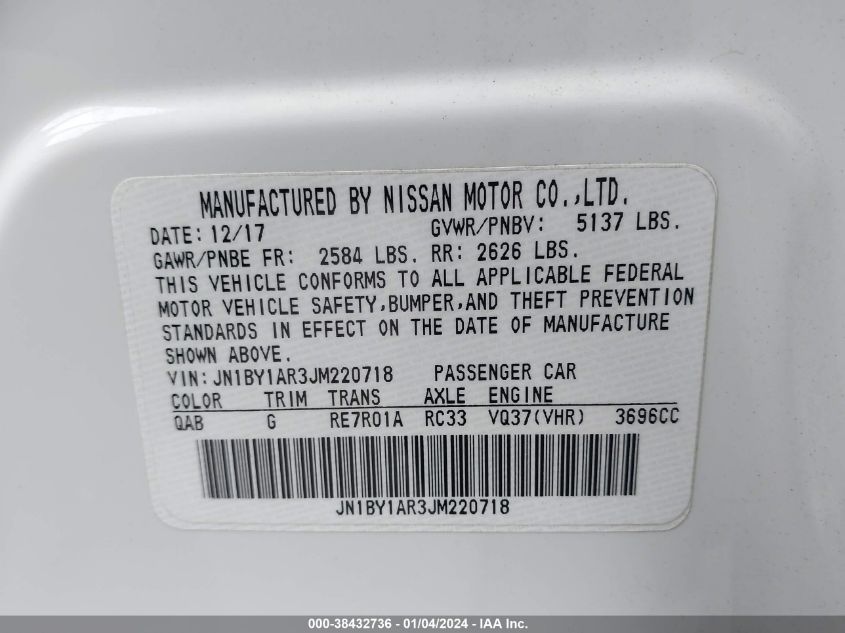 MANUFACTURED BY NISSAN MOTOR CO.,LTD.
DATE: 12/17 GVWR/PNBV: 5137 LBS.
GAWR/PNBE FR: 2584 LBS. RR: 2626 LBS.
THIS VEHICLE CONFORMS TO ALL APPLICABLE FEDERAL
MOTOR VEHICLE SAFETY,BUMPER,AND THEFT PREVENTION
STANDARDS IN EFFECT ON THE DATE OF MANUFACTURE
SHOWN ABOVE.
VIN: JN1BY1AR3JM220718 PASSENGER CAR
COLOR TRIM TRANS AXLE ENGINE
QAB G RE7R01A RC33 VQ37(VHR) 3696CC
JN1BY1AR3JM220718
000-38432736 - 01/04/2024 - IAA Inc.